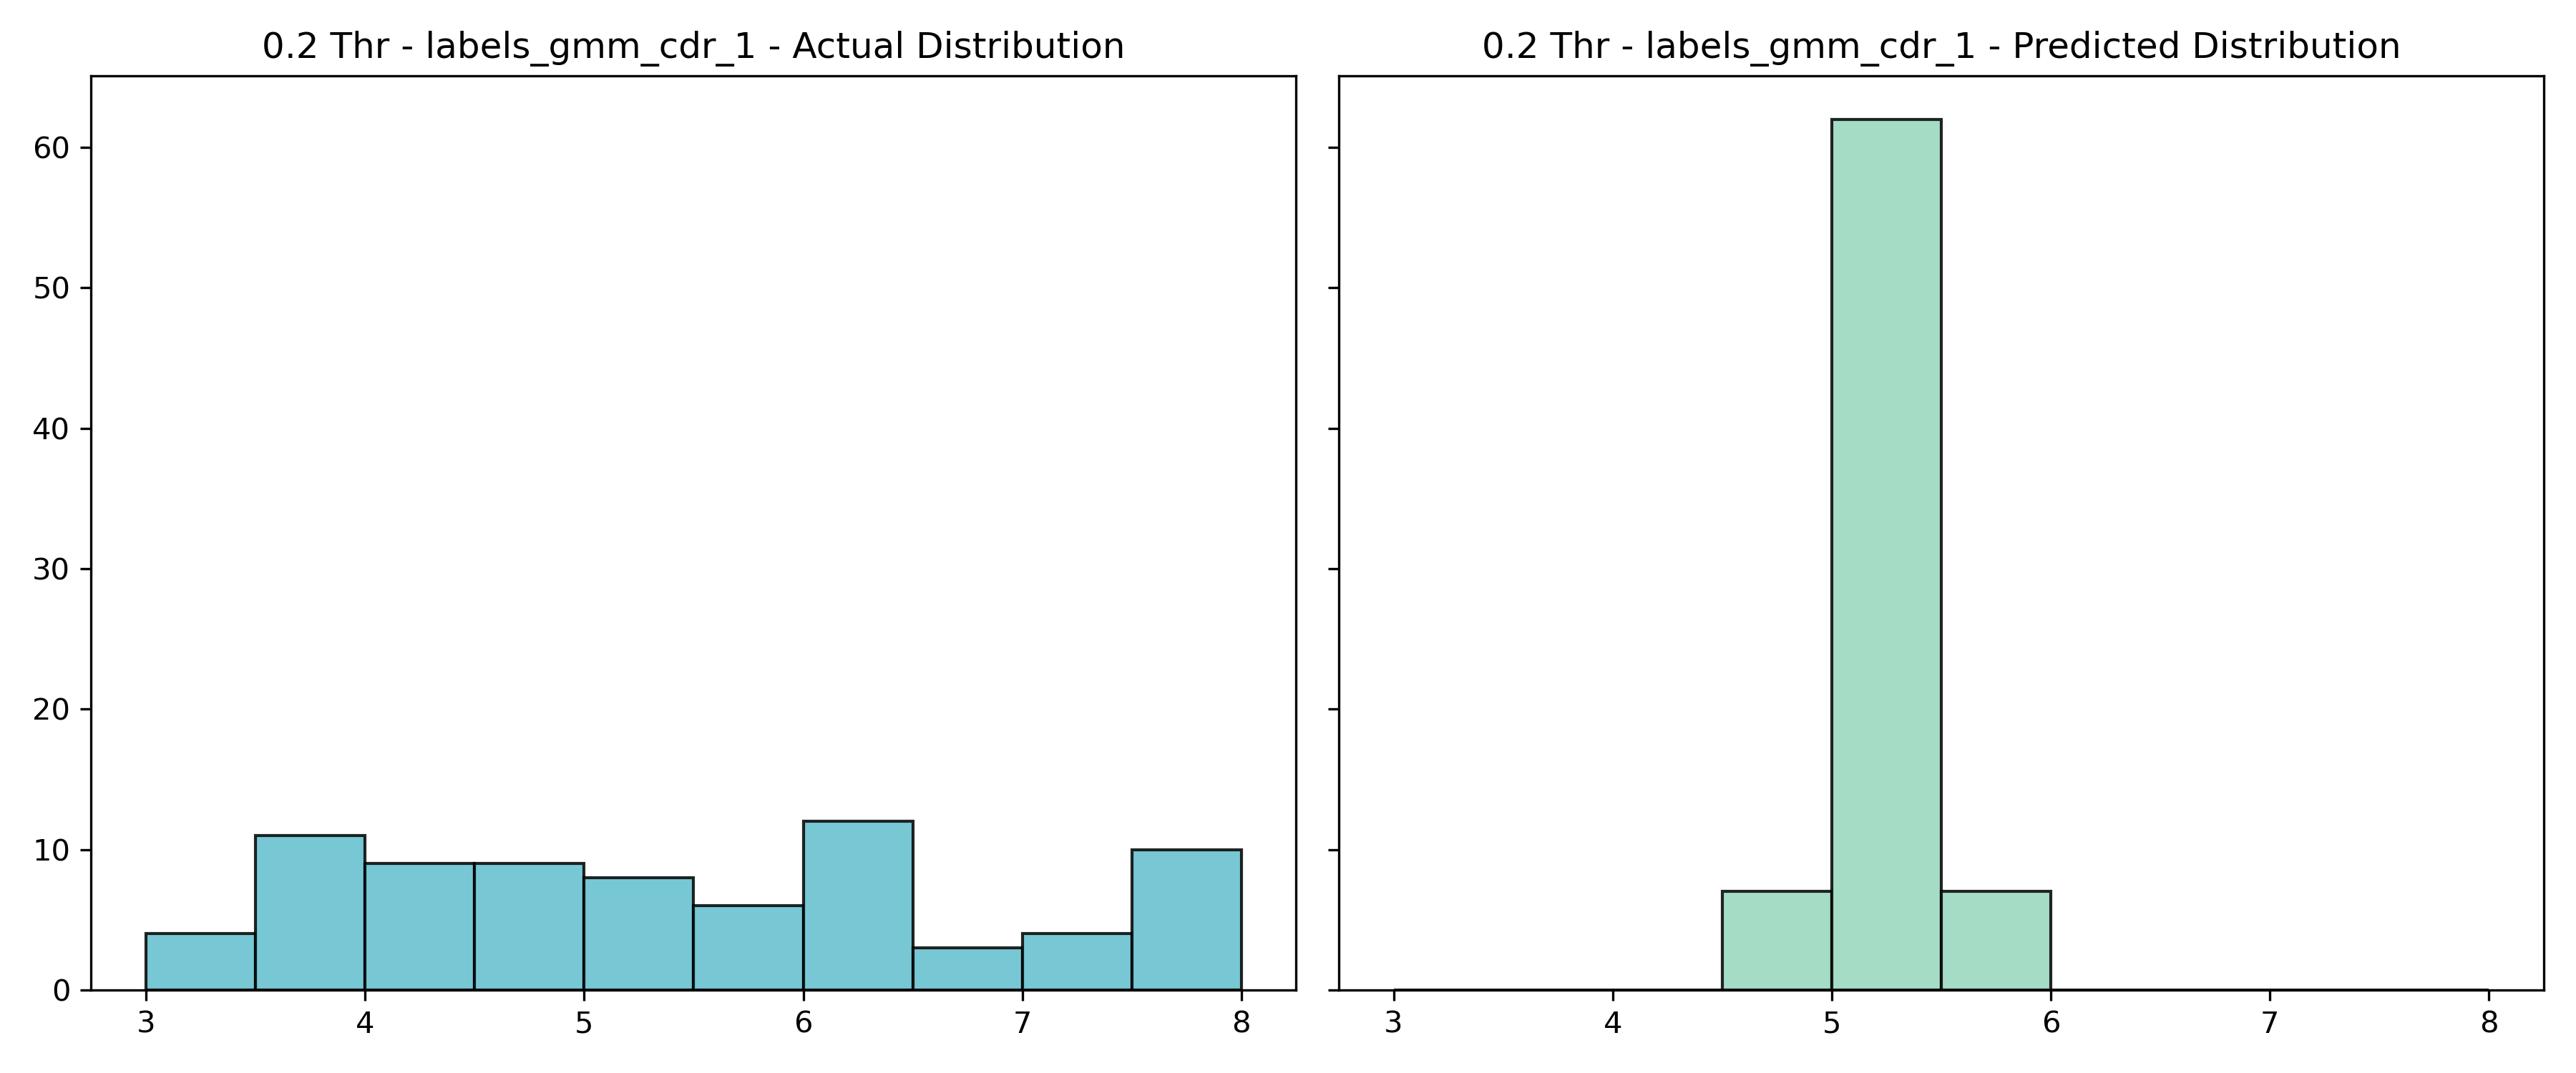 0.2 Thr - labels_gmm_cdr_1 - Actual Distribution
60
50
40
30
20
10
0
3 4 5 6 7 8
0.2 Thr - labels_gmm_cdr_1 - Predicted Distribution
3 4 5 6 7 8